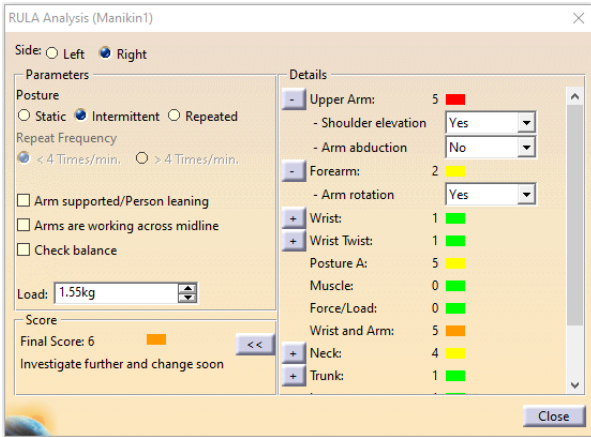 RULA Analysis (Manikin1)
Side: Left Right
Parameters
Posture
Static Intermittent Repeated
Repeat Frequency
< 4 Times/min. > 4 Times/min.
Arm supported/Person leaning
Arms are working across midline
Check balance
Load: 1.55kg
Score
Final Score: 6 <<
Investigate further and change soon
Details
- Upper Arm: 5
- Shoulder elevation Yes
- Arm abduction No
- Forearm: 2
- Arm rotation Yes
+ Wrist: 1
+ Wrist Twist: 1
Posture A: 5
Muscle: 0
Force/Load: 0
Wrist and Arm: 5
+ Neck: 4
+ Trunk: 1
Close